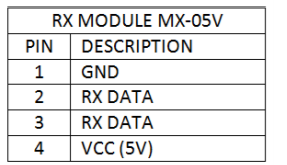 RX MODULE MX-05V
PIN DESCRIPTION
1 GND
2 RX DATA
3 RX DATA
4 VCC (5V)